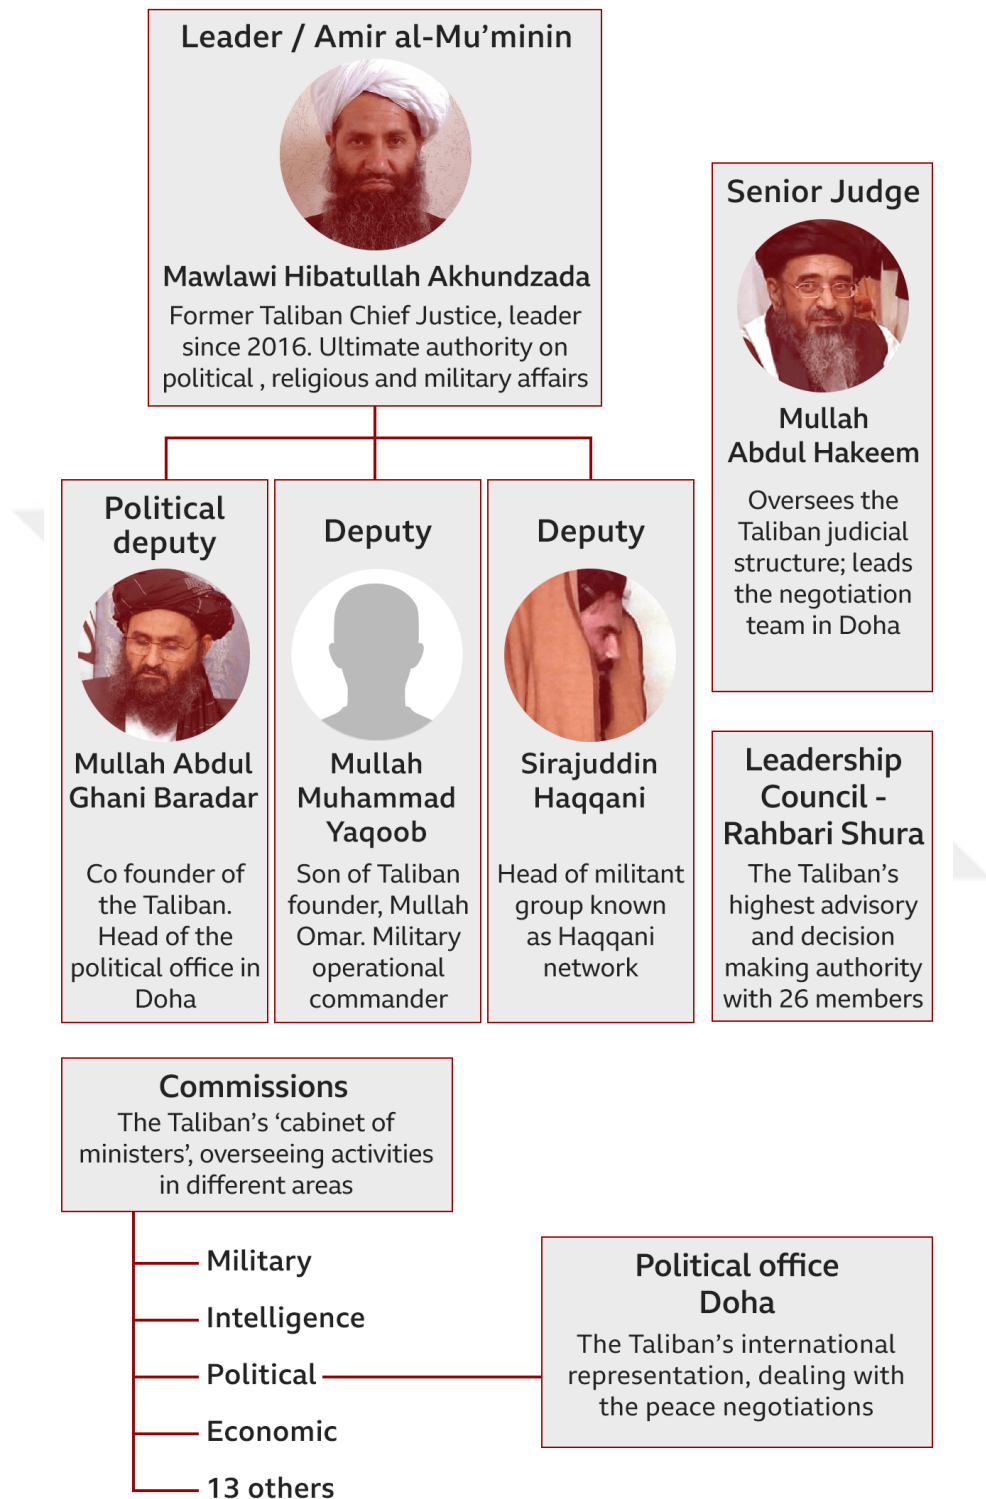 Leader / Amir al-Mu’minin
Mawlawi Hibatullah Akhundzada
Former Taliban Chief Justice, leader
since 2016. Ultimate authority on
political , religious and military affairs
Senior Judge
Mullah
Abdul Hakeem
Oversees the
Taliban judicial
structure; leads
the negotiation
team in Doha
Political
deputy
Mullah Abdul
Ghani Baradar
Co founder of
the Taliban.
Head of the
political office in
Doha
Deputy
Mullah
Muhammad
Yaqoob
Son of Taliban
founder, Mullah
Omar. Military
operational
commander
Deputy
Sirajuddin
Haqqani
Head of militant
group known
as Haqqani
network
Leadership
Council -
Rahbari Shura
The Taliban’s
highest advisory
and decision
making authority
with 26 members
Commissions
The Taliban’s ‘cabinet of
ministers’, overseeing activities
in different areas
Military
Intelligence
Political
Economic
13 others
Political office
Doha
The Taliban’s international
representation, dealing with
the peace negotiations